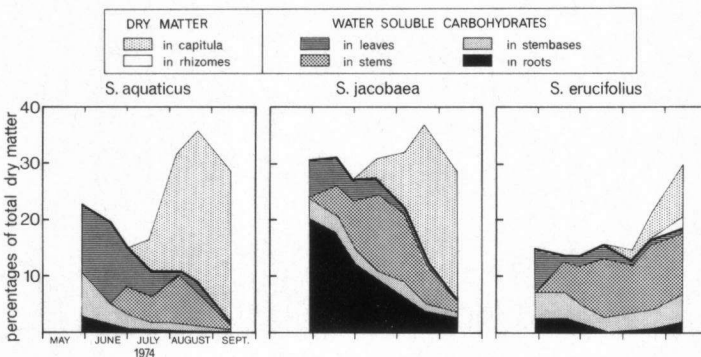 DRY MATTER
in capitula
in rhizomes
WATER SOLUBLE CARBOHYDRATES
in leaves
in stems
in stembases
in roots
S. aquaticus
S. jacobaea
S. erucifolius
percentages of total dry matter
40
30
20
10
MAY JUNE JULY AUGUST SEPT.
1974